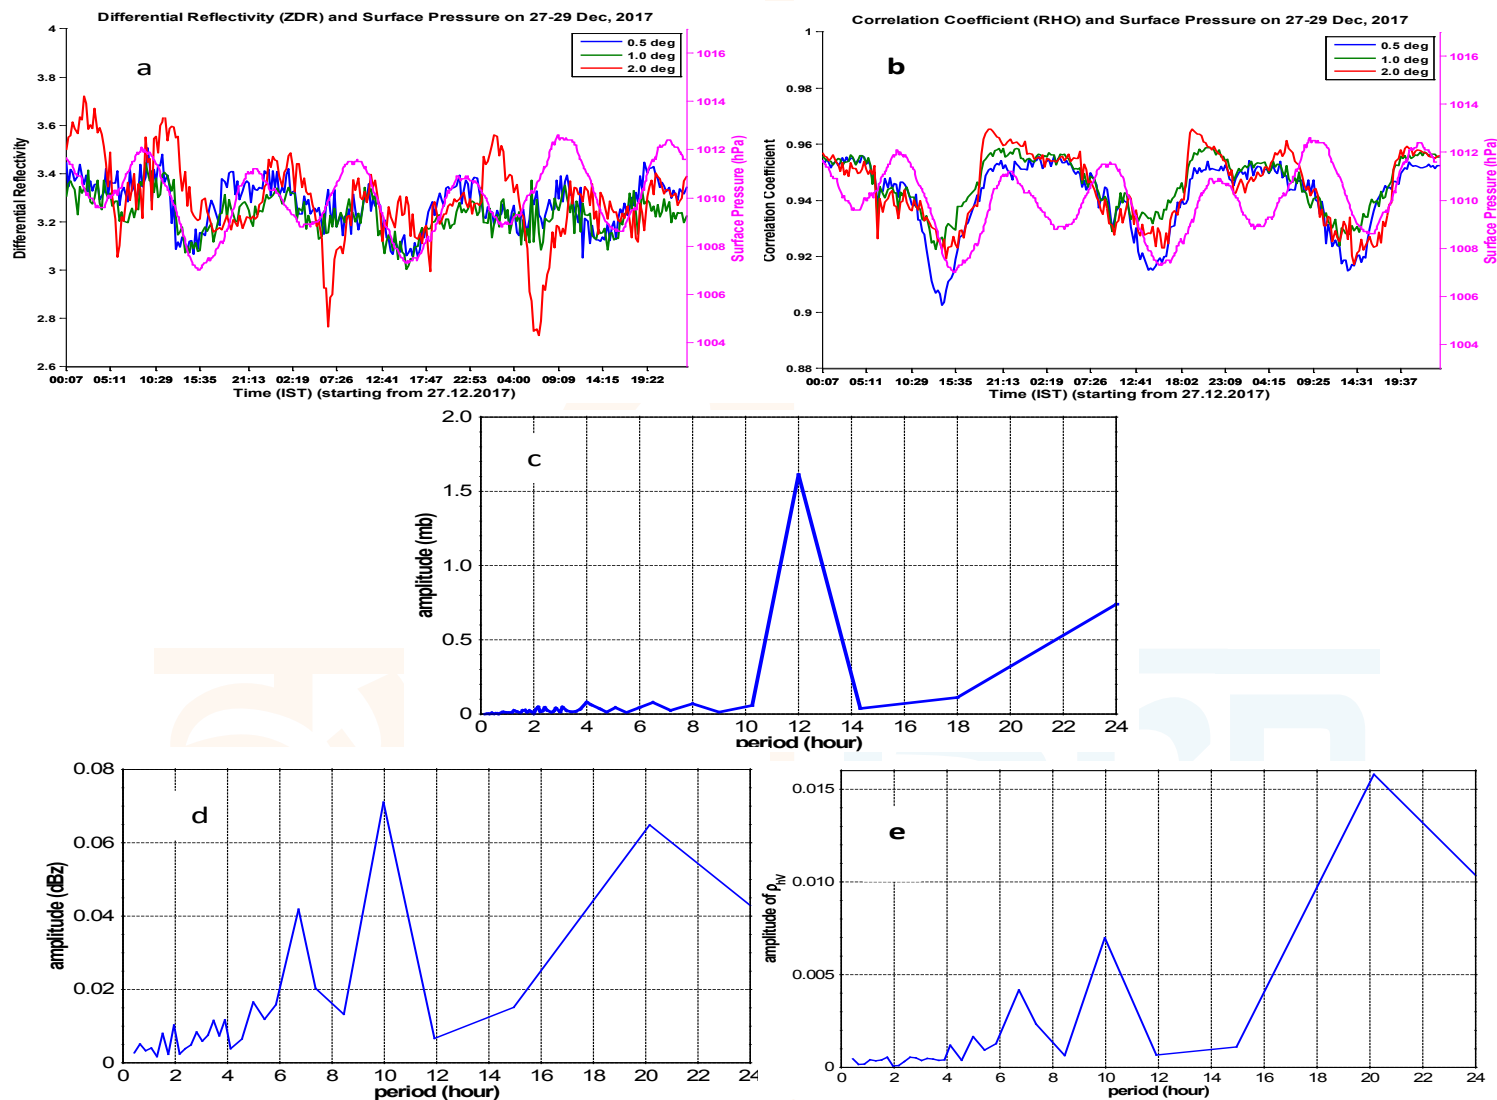 Differential Reflectivity (ZDR) and Surface Pressure on 27-29 Dec, 2017
4
3.8
3.6
3.4
3.2
3
2.8
2.6
Differential Reflectivity
a
0.5 deg
1.0 deg
2.0 deg
1016
1014
1012
1010
1008
1006
1004
Surface Pressure (hPa)
00:07 05:11 10:29 15:35 21:13 02:19 07:26 12:41 17:47 22:53 04:00 09:09 14:15 19:22
Time (IST) (starting from 27.12.2017)
Correlation Coefficient (RHO) and Surface Pressure on 27-29 Dec, 2017
1
0.98
0.96
0.94
0.92
0.9
0.88
Correlation Coefficient
b
0.5 deg
1.0 deg
2.0 deg
1016
1014
1012
1010
1008
1006
1004
Surface Pressure (hPa)
00:07 05:11 10:29 15:35 21:13 02:19 07:26 12:41 18:02 23:09 04:15 09:25 14:31 19:37
Time (IST) (starting from 27.12.2017)
2.0
1.5
1.0
0.5
0
amplitude (mb)
c
0 2 4 6 8 10 12 14 16 18 20 22 24
period (hour)
0.08
0.06
0.04
0.02
0
amplitude (dBz)
d
0 2 4 6 8 10 12 14 16 18 20 22 24
period (hour)
0.015
0.010
0.005
0
amplitude of ρhv
e
0 2 4 6 8 10 12 14 16 18 20 22 24
period (hour)